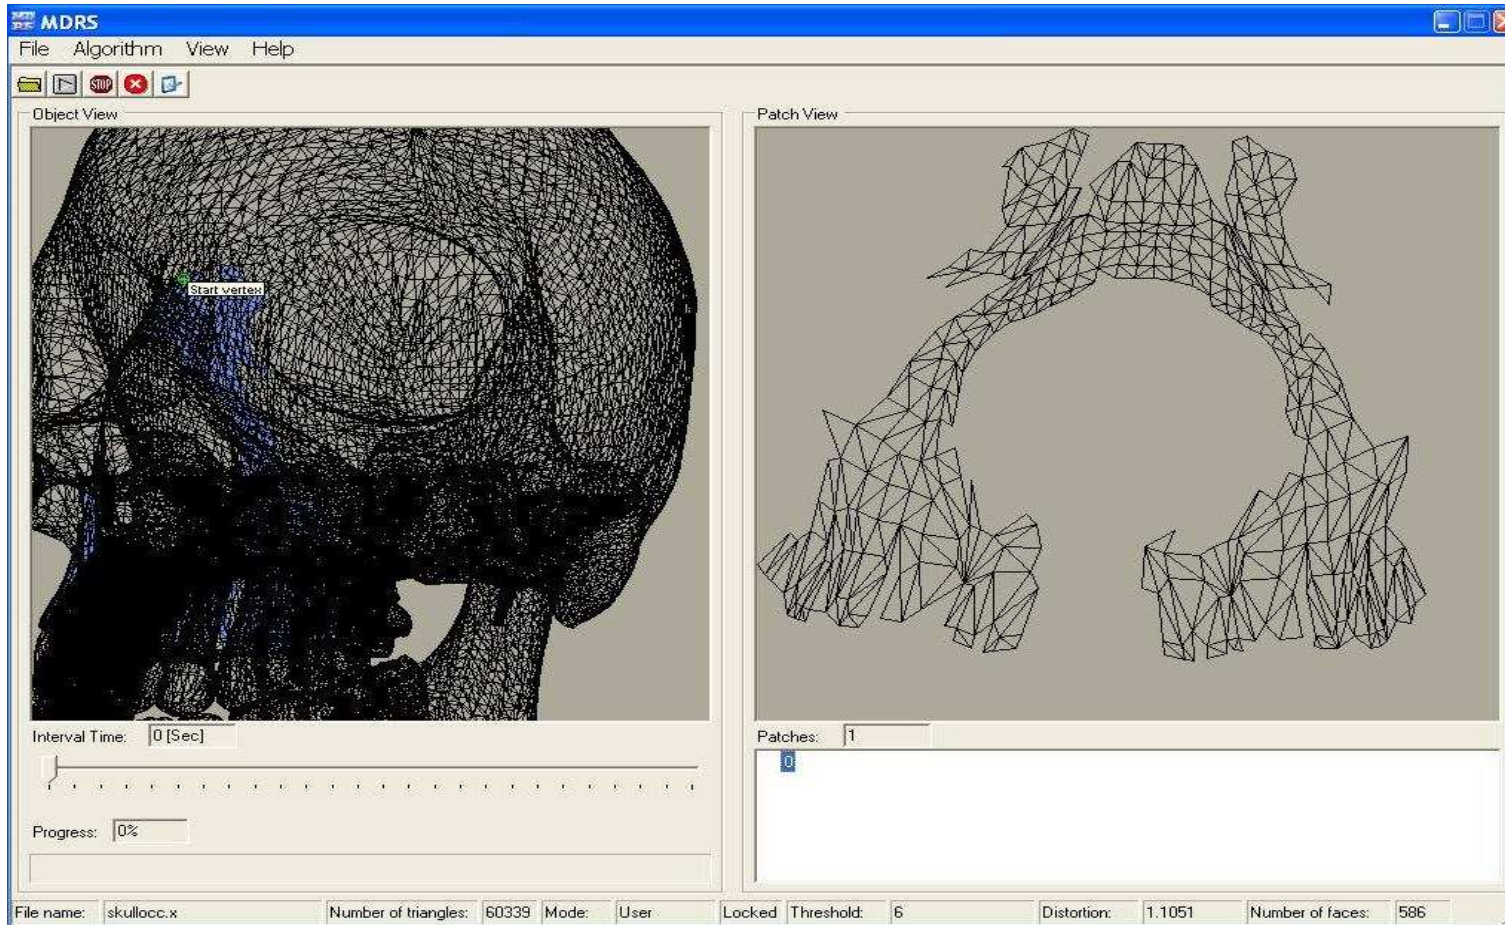 MDRS
File Algorithm View Help
STOP
Object View
Patch View
Start vertex
Interval Time: 0 [Sec]
Patches: 1
0
Progress: 0%
File name: skullocc.x Number of triangles: 60339 Mode: User Locked Threshold: 6 Distortion: 1.1051 Number of faces: 586